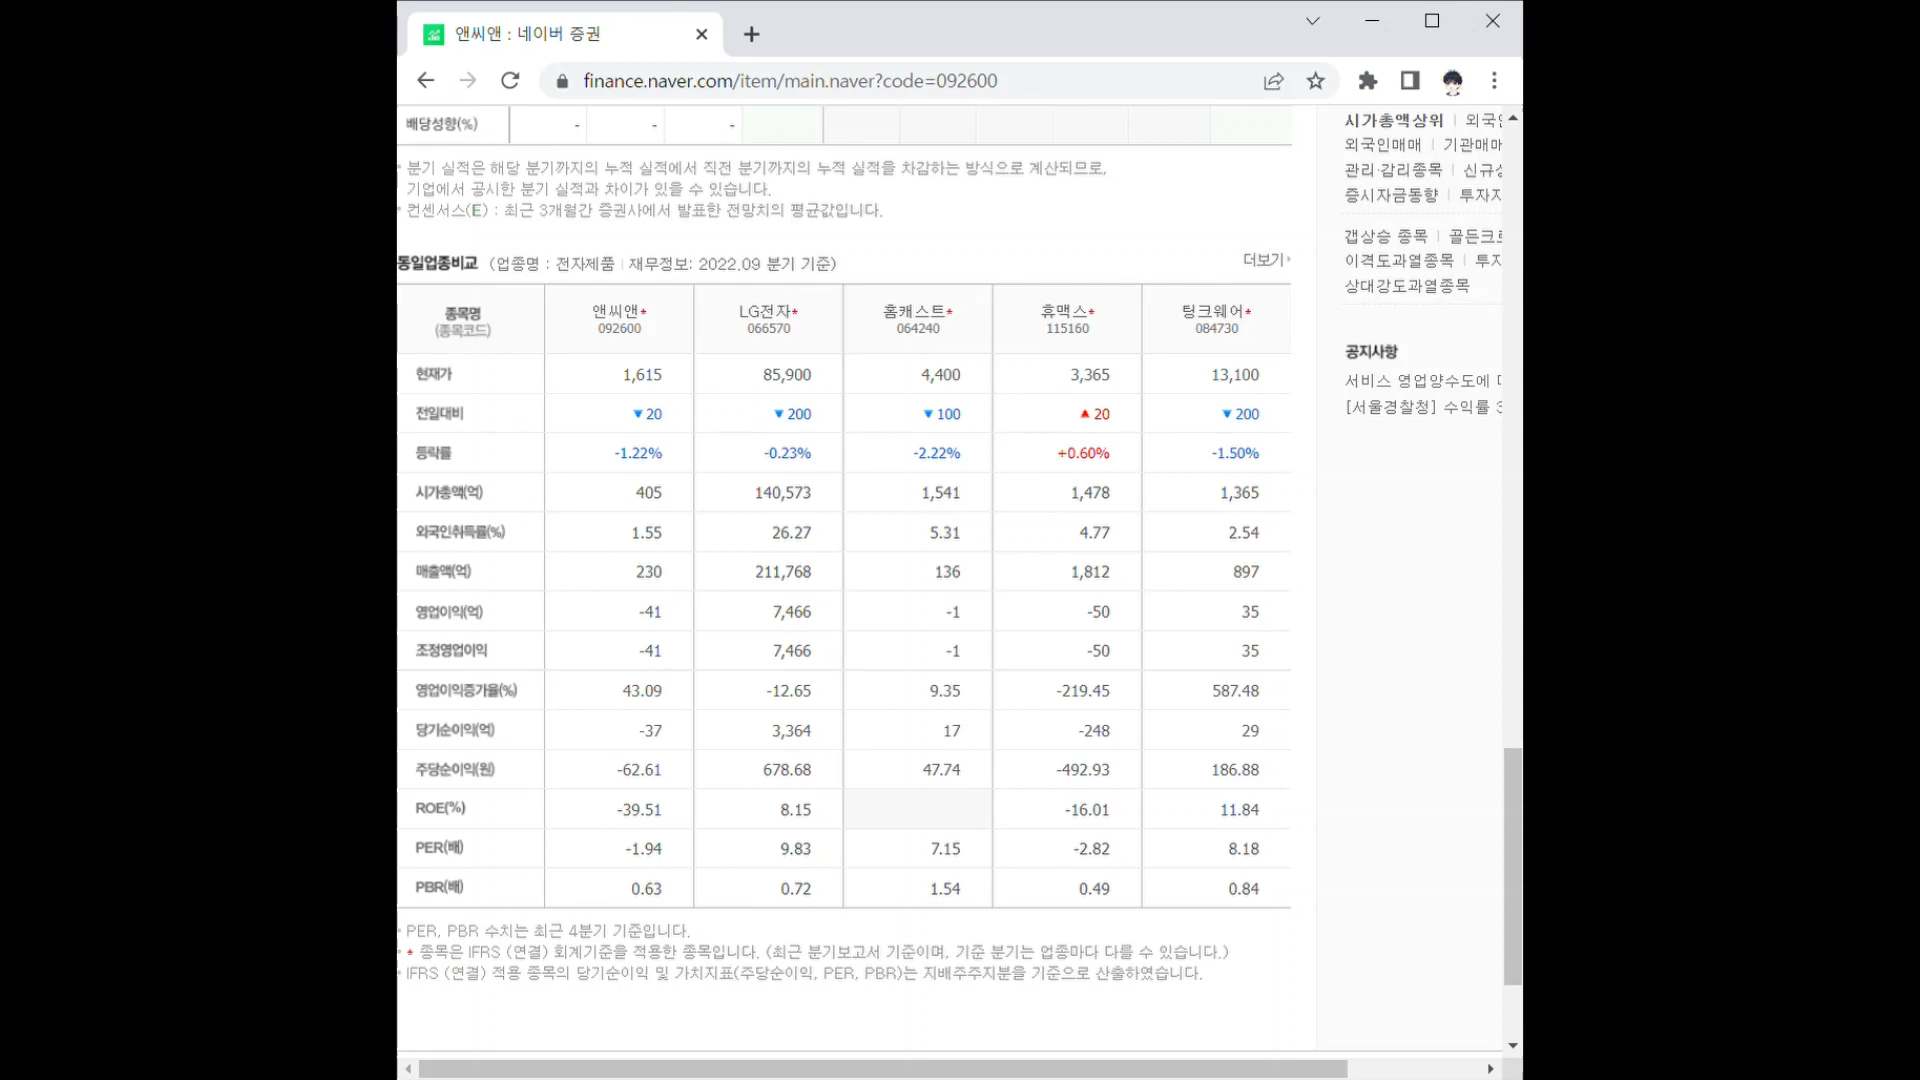 앤씨앤 : 네이버 증권
finance.naver.com/item/main.naver?code=092600
배당성향(%) - - -
* 분기 실적은 해당 분기까지의 누적 실적에서 직전 분기까지의 누적 실적을 차감하는 방식으로 계산되므로,
기업에서 공시한 분기 실적과 차이가 있을 수 있습니다.
* 컨센서스(E) : 최근 3개월간 증권사에서 발표한 전망치의 평균값입니다.
동일업종비교 (업종명 : 전자제품 | 재무정보: 2022.09 분기 기준) 더보기
종목명 앤씨앤* LG전자* 홈캐스트* 휴맥스* 팅크웨어*
(종목코드) 092600 066570 064240 115160 084730
현재가 1,615 85,900 4,400 3,365 13,100
전일대비 ▼20 ▼200 ▼100 ▲20 ▼200
등락률 -1.22% -0.23% -2.22% +0.60% -1.50%
시가총액(억) 405 140,573 1,541 1,478 1,365
외국인취득률(%) 1.55 26.27 5.31 4.77 2.54
매출액(억) 230 211,768 136 1,812 897
영업이익(억) -41 7,466 -1 -50 35
조정영업이익 -41 7,466 -1 -50 35
영업이익증가율(%) 43.09 -12.65 9.35 -219.45 587.48
당기순이익(억) -37 3,364 17 -248 29
주당순이익(원) -62.61 678.68 47.74 -492.93 186.88
ROE(%) -39.51 8.15 -16.01 11.84
PER(배) -1.94 9.83 7.15 -2.82 8.18
PBR(배) 0.63 0.72 1.54 0.49 0.84
* PER, PBR 수치는 최근 4분기 기준입니다.
* * 종목은 IFRS (연결) 회계기준을 적용한 종목입니다. (최근 분기보고서 기준이며, 기준 분기는 업종마다 다를 수 있습니다.)
* IFRS (연결) 적용 종목의 당기순이익 및 가치지표(주당순이익, PER, PBR)는 지배주주지분을 기준으로 산출하였습니다.
시가총액상위 |
외국인매매 | 기관매매
관리·감리종목 |
증시자금동향 |
갭상승 종목 |
이격도과열종목 |
상대강도과열종목
공지사항
서비스 영업양수도에
[서울경찰청] 수익률